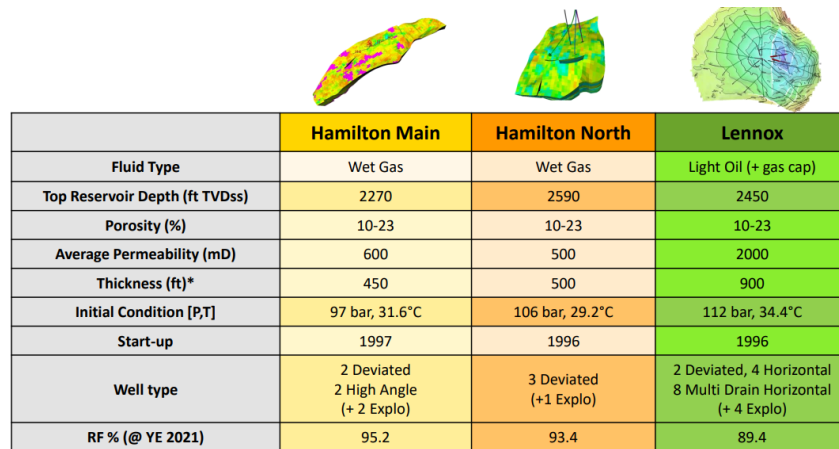 Hamilton Main Hamilton North Lennox
Fluid Type Wet Gas Wet Gas Light Oil (+ gas cap)
Top Reservoir Depth (ft TVDss) 2270 2590 2450
Porosity (%) 10-23 10-23 10-23
Average Permeability (mD) 600 500 2000
Thickness (ft)* 450 500 900
Initial Condition [P,T] 97 bar, 31.6°C 106 bar, 29.2°C 112 bar, 34.4°C
Start-up 1997 1996 1996
Well type
2 Deviated
2 High Angle
(+ 2 Explo)
3 Deviated
(+1 Explo)
2 Deviated, 4 Horizontal
8 Multi Drain Horizontal
(+ 4 Explo)
RF % (@ YE 2021) 95.2 93.4 89.4